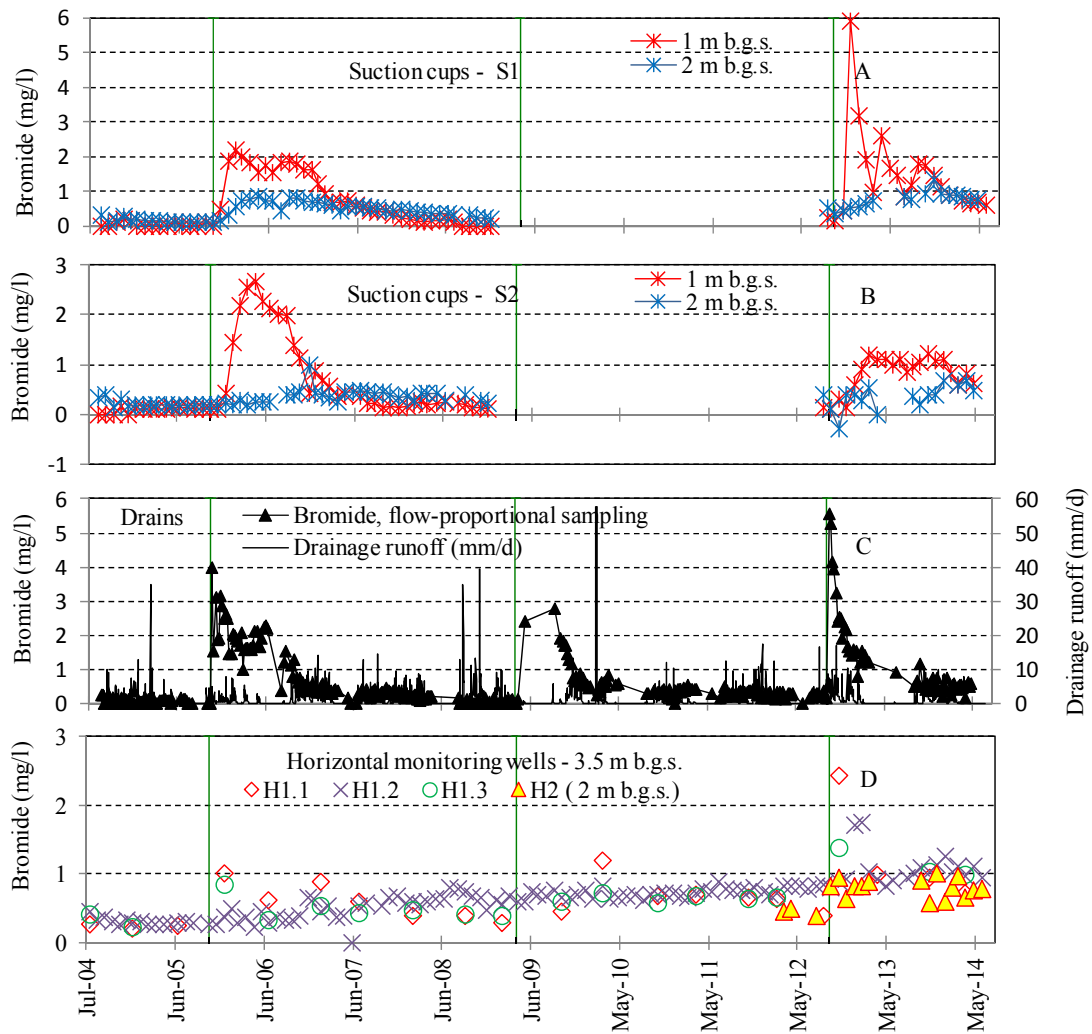 6
5
4
3
2
1
0
Bromide (mg/l)
1 m b.g.s.
2 m b.g.s.
Suction cups - S1
A
3
2
1
0
-1
Bromide (mg/l)
1 m b.g.s.
2 m b.g.s.
Suction cups - S2
B
6
5
4
3
2
1
0
Bromide (mg/l)
Drains
Bromide, flow-proportional sampling
Drainage runoff (mm/d)
C
60
50
40
30
20
10
0
Drainage runoff (mm/d)
3
2
1
0
Bromide (mg/l)
Horizontal monitoring wells - 3.5 m b.g.s.
H1.1 H1.2 H1.3 H2 ( 2 m b.g.s.)
D
Jul-04
Jun-05
Jun-06
Jun-07
Jun-08
Jun-09
May-10
May-11
May-12
May-13
May-14